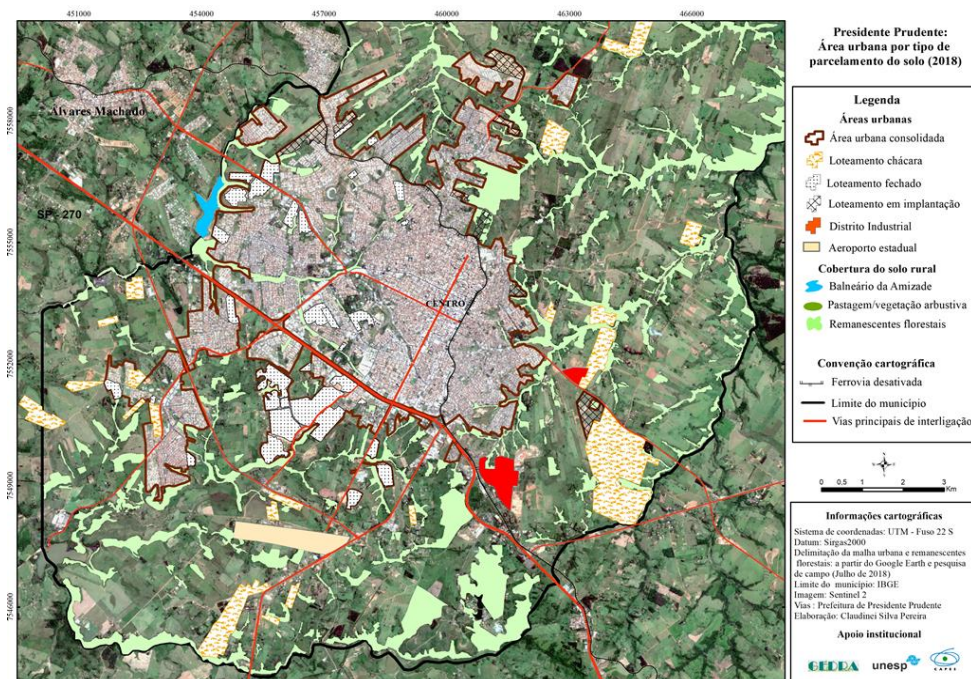 451000
454000
457000
460000
463000
466000
7558000
7555000
7552000
7549000
7546000
Álvares Machado
SP - 270
CENTRO
Presidente Prudente:
Área urbana por tipo de
parcelamento do solo (2018)
Legenda
Áreas urbanas
Área urbana consolidada
Loteamento chácara
Loteamento fechado
Loteamento em implantação
Distrito Industrial
Aeroporto estadual
Cobertura do solo rural
Balneário da Amizade
Pastagem/vegetação arbustiva
Remanescentes florestais
Convenção cartográfica
Ferrovia desativada
Limite do município
Vias principais de interligação
0 0,5 1 2 3
Km
Informações cartográficas
Sistema de coordenadas: UTM - Fuso 22 S
Datum: Sirgas2000
Delimitação da malha urbana e remanescentes
florestais: a partir do Google Earth e pesquisa
de campo (Julho de 2018)
Limite do município: IBGE
Imagem: Sentinel 2
Vias : Prefeitura de Presidente Prudente
Elaboração: Claudinei Silva Pereira
Apoio institucional
GEDRA
unesp
CAPES